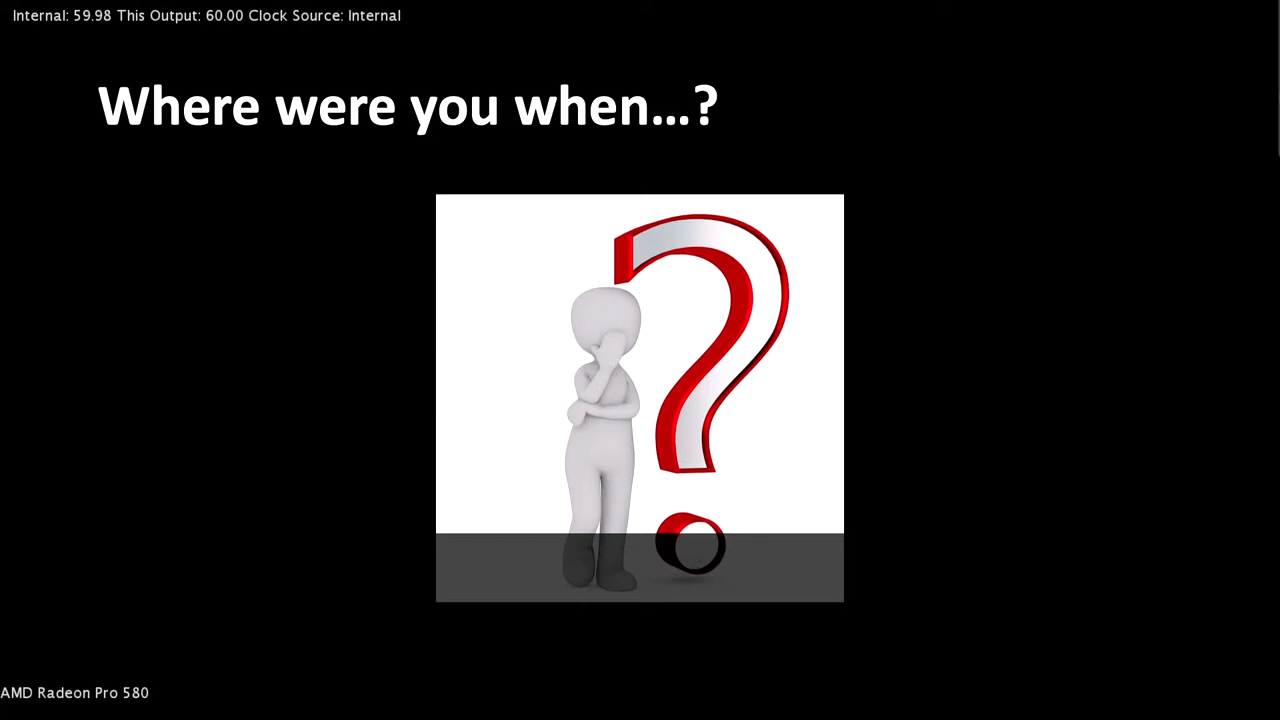 Internal: 59.98 This Output: 60.00 Clock Source: Internal
Where were you when...?
AMD Radeon Pro 580